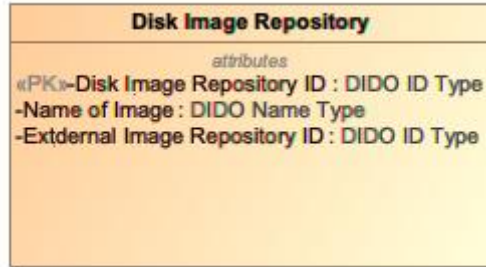 Disk Image Repository
attributes
«PK»-Disk Image Repository ID : DIDO ID Type
-Name of Image : DIDO Name Type
-Extdernal Image Repository ID : DIDO ID Type